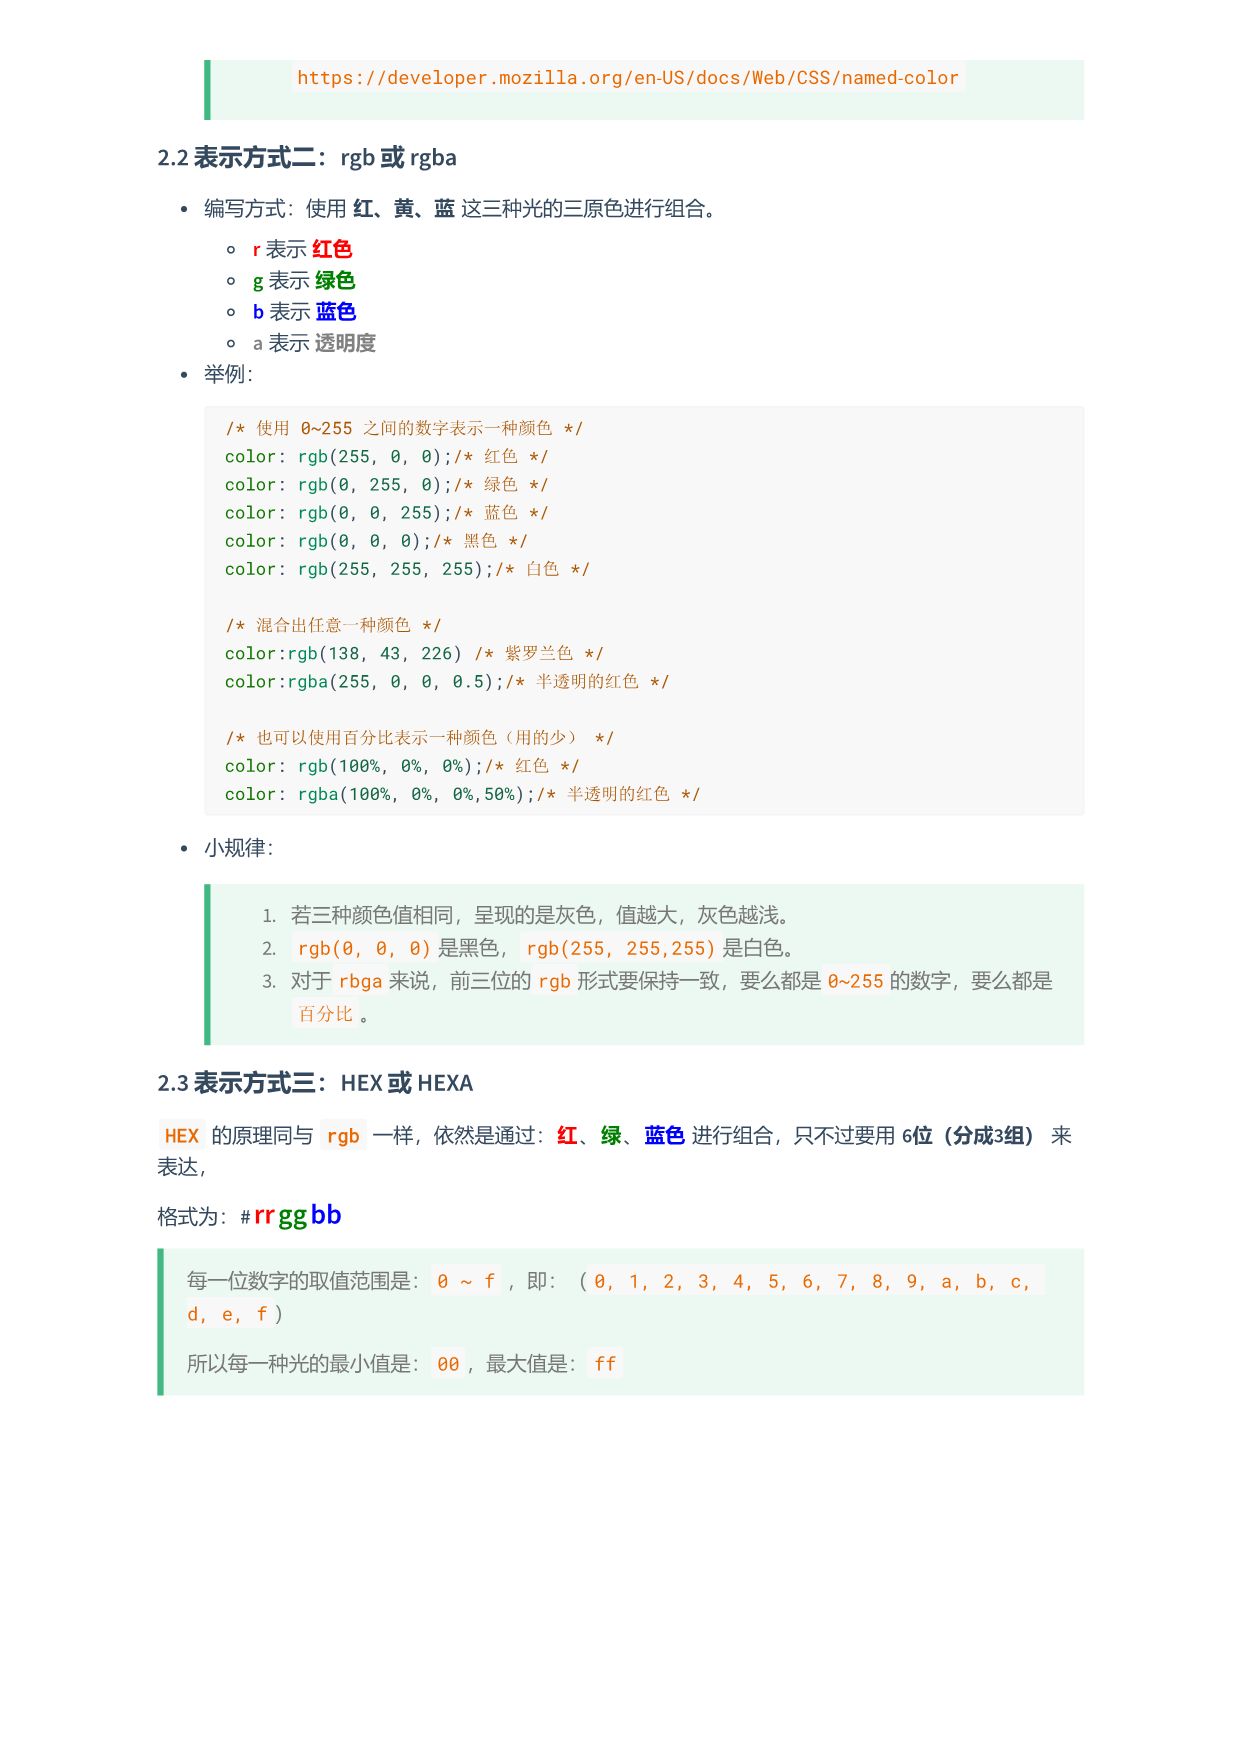 https://developer.mozilla.org/en-US/docs/Web/CSS/named-color
2.2 表示方式二：rgb 或 rgba
• 编写方式：使用 红、黄、蓝 这三种光的三原色进行组合。
◦ r 表示 红色
◦ g 表示 绿色
◦ b 表示 蓝色
◦ a 表示 透明度
• 举例：
/* 使用 0~255 之间的数字表示一种颜色 */
color: rgb(255, 0, 0);/* 红色 */
color: rgb(0, 255, 0);/* 绿色 */
color: rgb(0, 0, 255);/* 蓝色 */
color: rgb(0, 0, 0);/* 黑色 */
color: rgb(255, 255, 255);/* 白色 */
/* 混合出任意一种颜色 */
color:rgb(138, 43, 226) /* 紫罗兰色 */
color:rgba(255, 0, 0, 0.5);/* 半透明的红色 */
/* 也可以使用百分比表示一种颜色（用的少） */
color: rgb(100%, 0%, 0%);/* 红色 */
color: rgba(100%, 0%, 0%,50%);/* 半透明的红色 */
• 小规律：
1. 若三种颜色值相同，呈现的是灰色，值越大，灰色越浅。
2. rgb(0, 0, 0)是黑色，rgb(255, 255,255)是白色。
3. 对于 rbga 来说，前三位的 rgb 形式要保持一致，要么都是 0~255 的数字，要么都是
百分比 。
2.3 表示方式三：HEX 或 HEXA
HEX 的原理同与 rgb 一样，依然是通过：红、绿、蓝色 进行组合，只不过要用 6位（分成3组） 来
表达，
格式为：#rrggbb
每一位数字的取值范围是：0 ~ f ，即：（0, 1, 2, 3, 4, 5, 6, 7, 8, 9, a, b, c,
d, e, f）
所以每一种光的最小值是：00，最大值是：ff